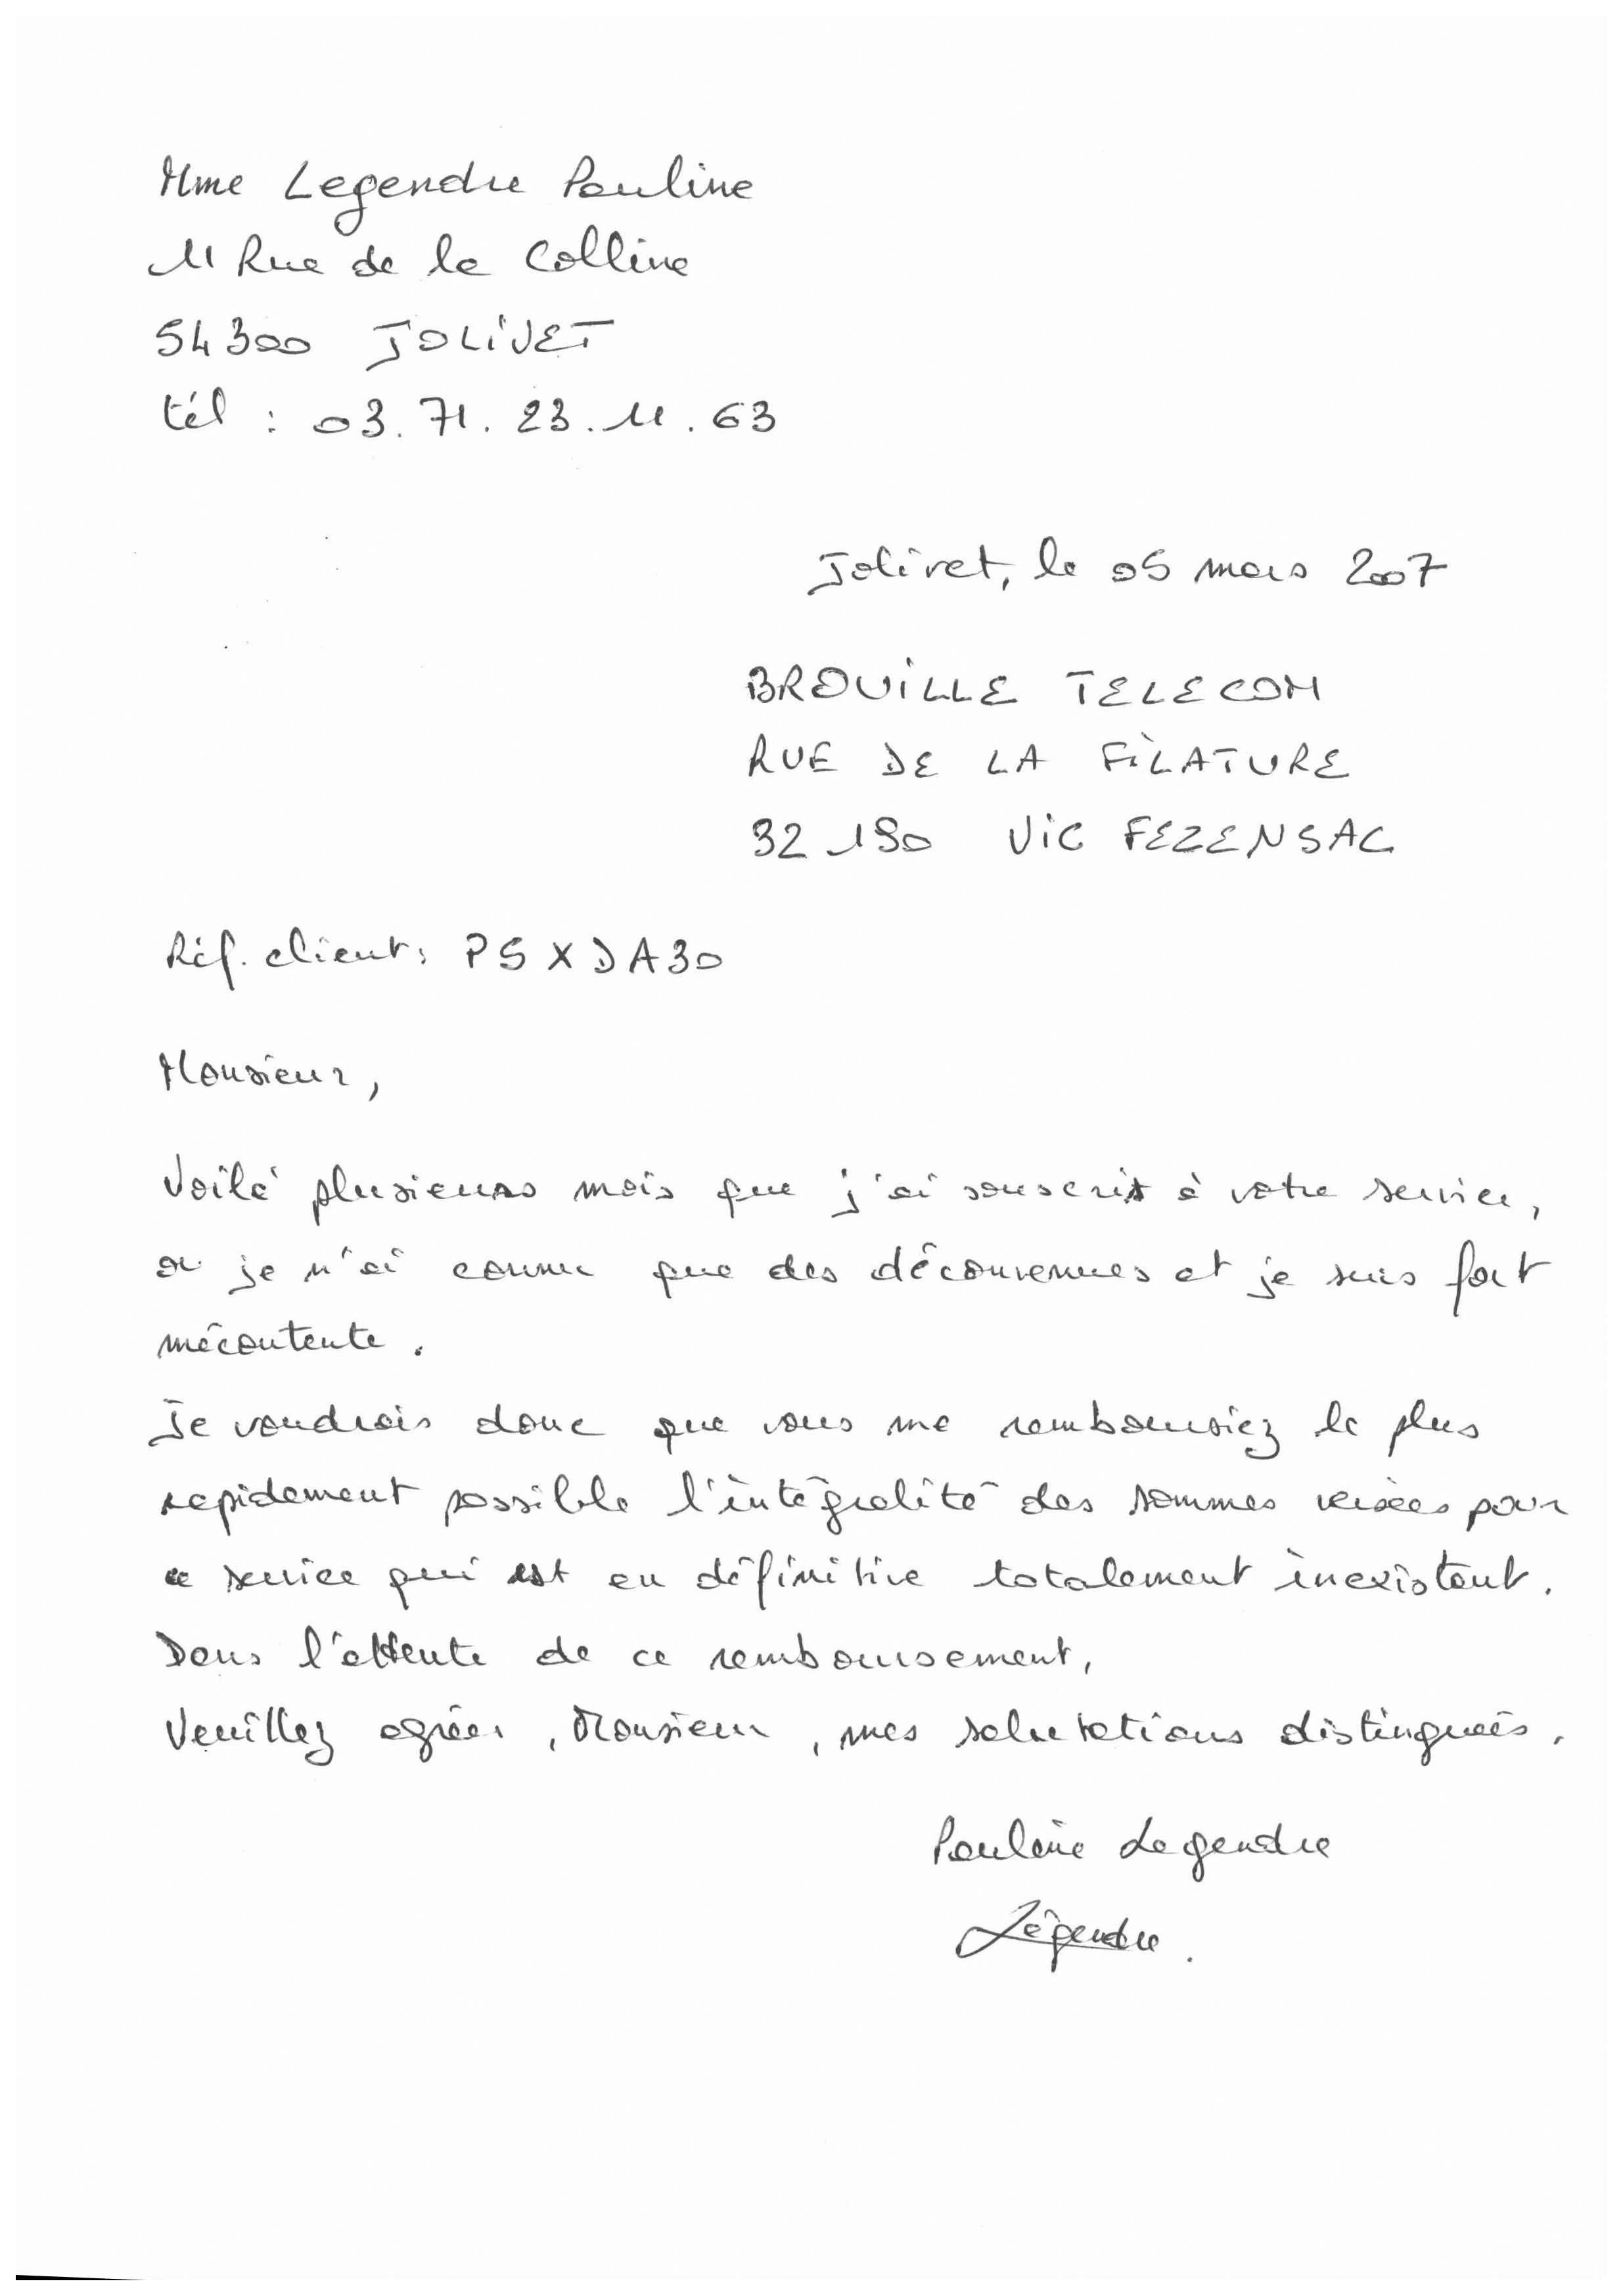 Mme Legendre Pauline
11 Rue de la Colline
54300 JOLIVET
tél : 03.71.23.11.63
Jolivet, le 05 mars 2007
BROUILLE TELECOM
RUE DE LA FILATURE
32190 VIC FEZENSAC
Réf. client : PSXDA30
Monsieur,
Voilà plusieurs mois que j'ai souscrit à votre service,
or je n'ai connu que des déconvenues et je suis fort
mécontente.
Je voudrais donc que vous me remboursiez le plus
rapidement possible l'intégralité des sommes versées pour
ce service qui est en définitive totalement inexistant.
Dans l'attente de ce remboursement,
Veuillez agréer, Monsieur, mes salutations distinguées.
Pauline Legendre
Legendre.